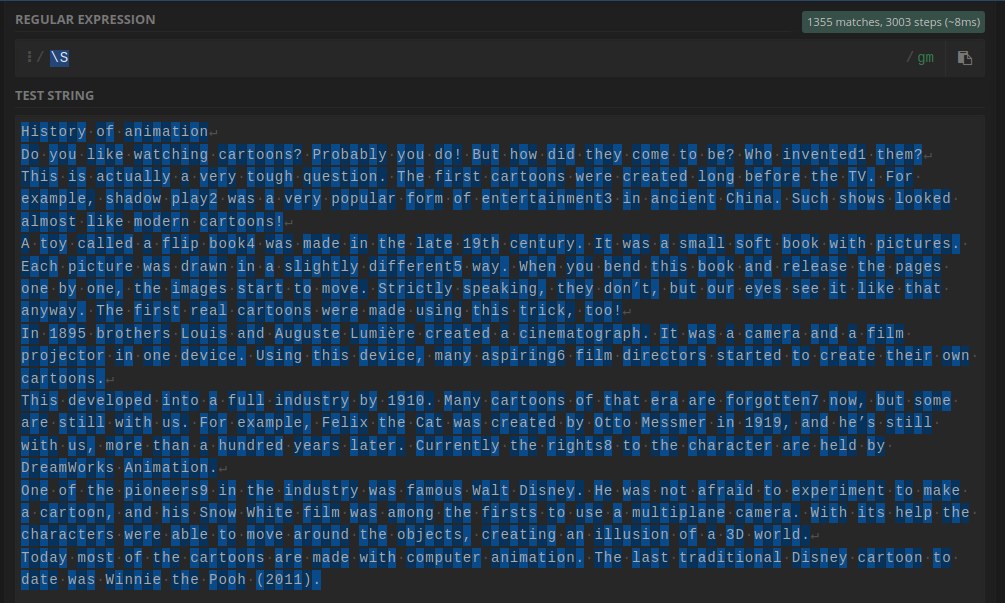 REGULAR EXPRESSION
1355 matches, 3003 steps (~8ms)
/ \S / gm
TEST STRING
History of animation
Do you like watching cartoons? Probably you do! But how did they come to be? Who invented1 them?
This is actually a very tough question. The first cartoons were created long before the TV. For
example, shadow play2 was a very popular form of entertainment3 in ancient China. Such shows looked
almost like modern cartoons!
A toy called a flip book4 was made in the late 19th century. It was a small soft book with pictures.
Each picture was drawn in a slightly different5 way. When you bend this book and release the pages
one by one, the images start to move. Strictly speaking, they don’t, but our eyes see it like that
anyway. The first real cartoons were made using this trick, too!
In 1895 brothers Louis and Auguste Lumière created a cinematograph. It was a camera and a film
projector in one device. Using this device, many aspiring6 film directors started to create their own
cartoons.
This developed into a full industry by 1910. Many cartoons of that era are forgotten7 now, but some
are still with us. For example, Felix the Cat was created by Otto Messmer in 1919, and he’s still
with us, more than a hundred years later. Currently the rights8 to the character are held by
DreamWorks Animation.
One of the pioneers9 in the industry was famous Walt Disney. He was not afraid to experiment to make
a cartoon, and his Snow White film was among the firsts to use a multiplane camera. With its help the
characters were able to move around the objects, creating an illusion of a 3D world.
Today most of the cartoons are made with computer animation. The last traditional Disney cartoon to
date was Winnie the Pooh (2011).